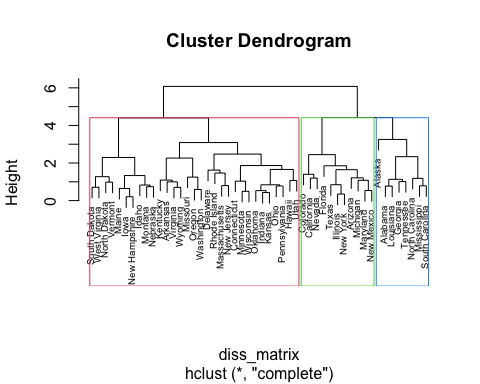 Cluster Dendrogram
Height
6
4
2
0
South Dakota
West Virginia
North Dakota
Vermont
Maine
Iowa
New Hampshire
Idaho
Montana
Nebraska
Kentucky
Arkansas
Virginia
Wyoming
Missouri
Oregon
Washington
Delaware
Rhode Island
Massachusetts
New Jersey
Connecticut
Minnesota
Wisconsin
Oklahoma
Indiana
Kansas
Ohio
Pennsylvania
Hawaii
Utah
Colorado
California
Nevada
Florida
Texas
Illinois
New York
Arizona
Michigan
Maryland
New Mexico
Alaska
Alabama
Louisiana
Georgia
Tennessee
North Carolina
Mississippi
South Carolina
diss_matrix
hclust (*, "complete")